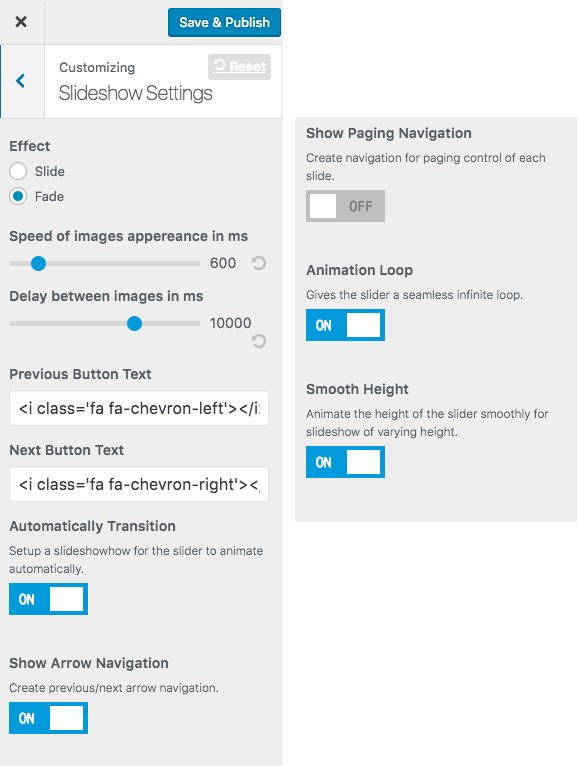 Save & Publish
Customizing
Reset
Slideshow Settings
Effect
Slide
Fade
Speed of images appereance in ms
600
Delay between images in ms
10000
Previous Button Text
<i class='fa fa-chevron-left'></i
Next Button Text
<i class='fa fa-chevron-right'><
Automatically Transition
Setup a slideshowhow for the slider to animate
automatically.
ON
Show Arrow Navigation
Create previous/next arrow navigation.
ON
Show Paging Navigation
Create navigation for paging control of each
slide.
OFF
Animation Loop
Gives the slider a seamless infinite loop.
ON
Smooth Height
Animate the height of the slider smoothly for
slideshow of varying height.
ON